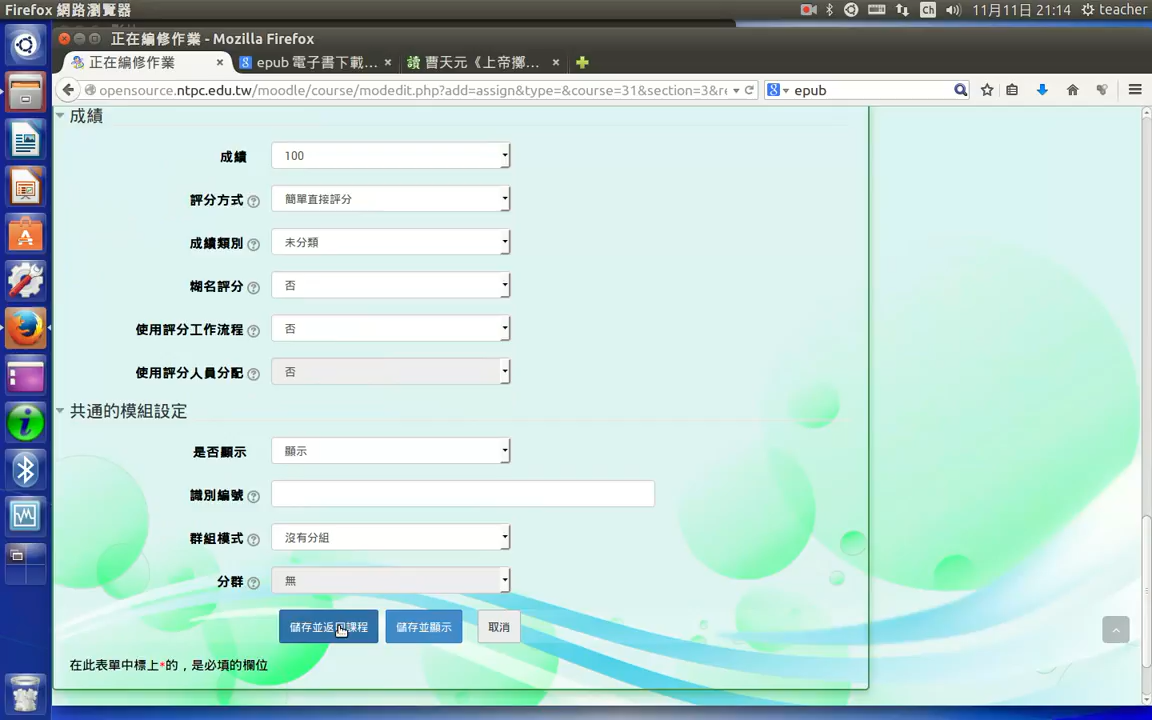 Firefox 網路瀏覽器
Ch
11月11日 21:14
teacher
正在編修作業 - Mozilla Firefox
正在編修作業
epub 電子書下載...
讀 曹天元《上帝擲...
opensource.ntpc.edu.tw/moodle/course/modedit.php?add=assign&type=&course=31&section=3&re
epub
成績
成績
100
評分方式
簡單直接評分
成績類別
未分類
糊名評分
否
使用評分工作流程
否
使用評分人員分配
否
共通的模組設定
是否顯示
顯示
識別編號
群組模式
沒有分組
分群
無
儲存並返回課程
儲存並顯示
取消
在此表單中標上*的，是必填的欄位